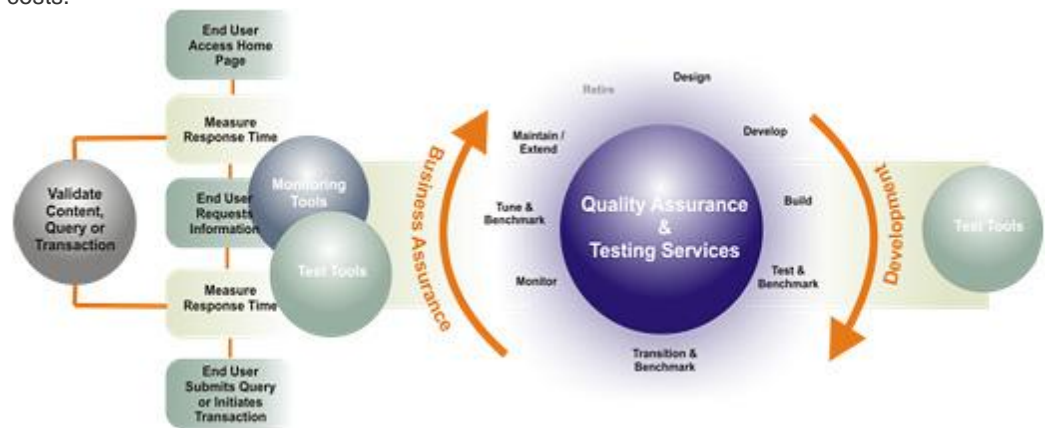 costs.
End User
Access Home
Page
Measure
Response Time
Validate
Content,
Query or
Transaction
End User
Requests
Information
Monitoring
Tools
Test Tools
Measure
Response Time
End User
Submits Query
or Initiates
Transaction
Business Assurance
Retire
Design
Maintain /
Extend
Develop
Tune &
Benchmark
Build
Quality Assurance
&
Testing Services
Monitor
Test &
Benchmark
Transition &
Benchmark
Development
Test Tools